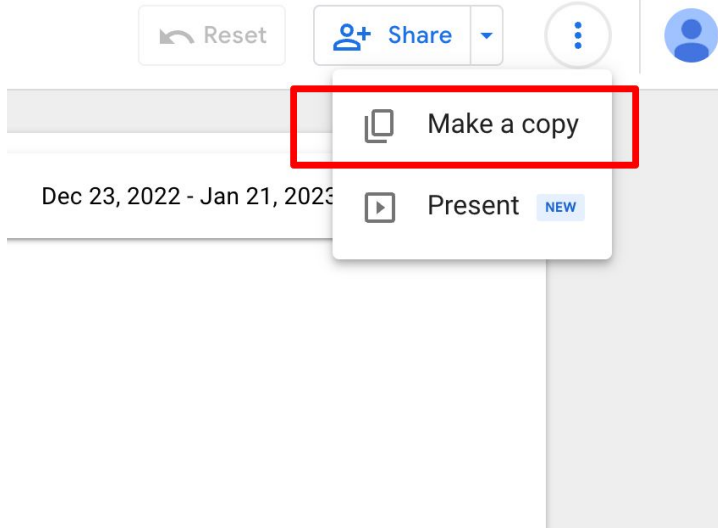 Reset
Share
Make a copy
Dec 23, 2022 - Jan 21, 2023
Present NEW